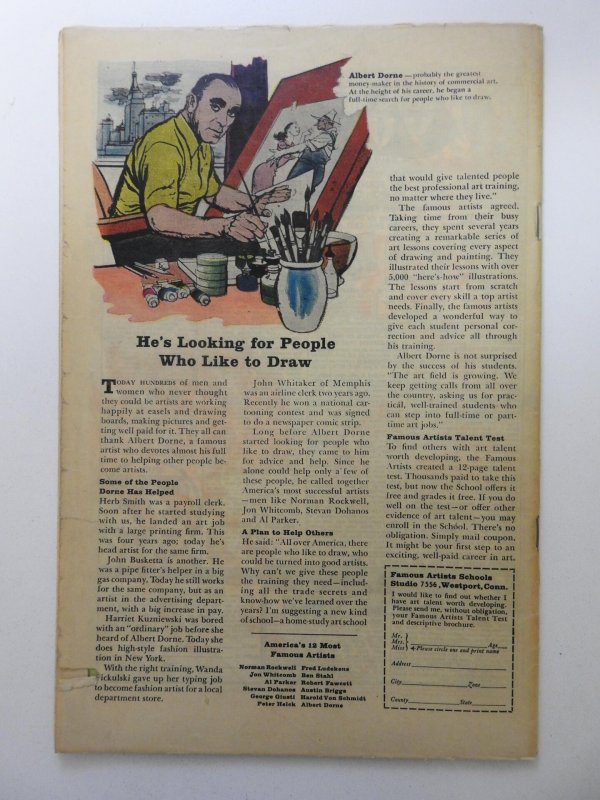 Albert Dorne — probably the greatest
money-maker in the history of commercial art.
At the height of his career, he began a
full-time search for people who like to draw.
He's Looking for People
Who Like to Draw
TODAY HUNDREDS of men and
women who never thought
they could be artists are working
happily at easels and drawing
boards, making pictures and get-
ting well paid for it. They all can
thank Albert Dorne, a famous
artist who devotes almost his full
time to helping other people be-
come artists.
Some of the People
Dorne Has Helped
Herb Smith was a payroll clerk.
Soon after he started studying
with us, he landed an art job
with a large printing firm. This
was four years ago; today he's
head artist for the same firm.
John Busketta is another. He
was a pipe fitter's helper in a big
gas company. Today he still works
for the same company, but as an
artist in the advertising depart-
ment, with a big increase in pay.
Harriet Kuzniewski was bored
with an "ordinary" job before she
heard of Albert Dorne. Today she
does high-style fashion illustra-
tion in New York.
With the right training, Wanda
Pickulski gave up her typing job
to become fashion artist for a local
department store.
John Whitaker of Memphis
was an airline clerk two years ago.
Recently he won a national car-
tooning contest and was signed
to do a newspaper comic strip.
Long before Albert Dorne
started looking for people who
like to draw, they came to him
for advice and help. Since he
alone could help only a few of
these people, he called together
America's most successful artists
—men like Norman Rockwell,
Jon Whitcomb, Stevan Dohanos
and Al Parker.
A Plan to Help Others
He said: "All over America, there
are people who like to draw, who
could be turned into good artists.
Why can't we give these people
the training they need—includ-
ing all the trade secrets and
know-how we've learned over the
years? I'm suggesting a new kind
of school—a home-study art school
America's 12 Most
Famous Artists
Norman Rockwell Fred Ludekens
Jon Whitcomb Ben Stahl
Al Parker Robert Fawcett
Stevan Dohanos Austin Briggs
George Giusti Harold Von Schmidt
Peter Helck Albert Dorne
that would give talented people
the best professional art training,
no matter where they live."
The famous artists agreed.
Taking time from their busy
careers, they spent several years
creating a remarkable series of
art lessons covering every aspect
of drawing and painting. They
illustrated their lessons with over
5,000 "here's-how" illustrations.
The lessons start from scratch
and cover every skill a top artist
needs. Finally, the famous artists
developed a wonderful way to
give each student personal cor-
rection and advice all through
his training.
Albert Dorne is not surprised
by the success of his students.
"The art field is growing. We
keep getting calls from all over
the country, asking us for prac-
tical, well-trained students who
can step into full-time or part-
time art jobs."
Famous Artists Talent Test
To find others with art talent
worth developing, the Famous
Artists created a 12-page talent
test. Thousands paid to take this
test, but now the School offers it
free and grades it free. If you do
well on the test—or offer other
evidence of art talent—you may
enroll in the School. There's no
obligation. Simply mail coupon.
It might be your first step to an
exciting, well-paid career in art.
Famous Artists Schools
Studio 7556, Westport, Conn.
I would like to find out whether I
have art talent worth developing.
Please send me, without obligation,
your Famous Artists Talent Test
and descriptive brochure.
Mr.
Mrs. Age
Miss Please circle one and print name
Address
City Zone
County State